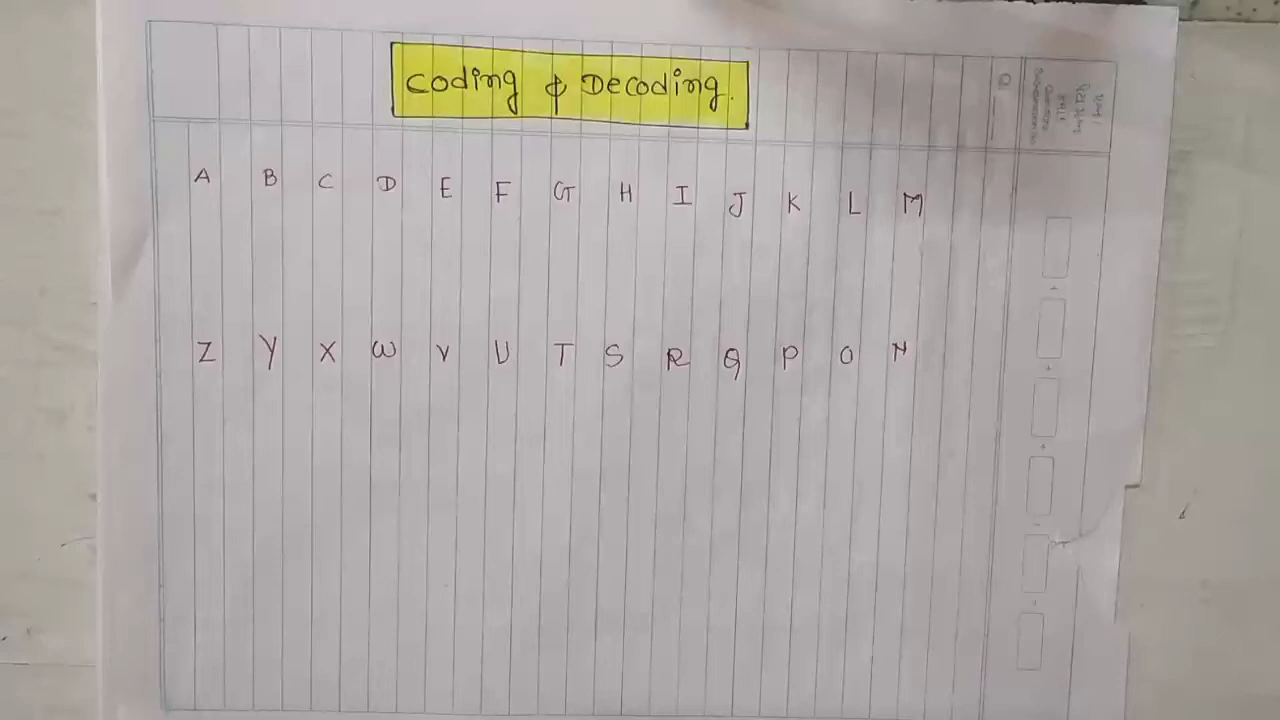 Coding & Decoding.
A B C D E F G H I J K L M
Z Y X W V U T S R Q P O N
Q.